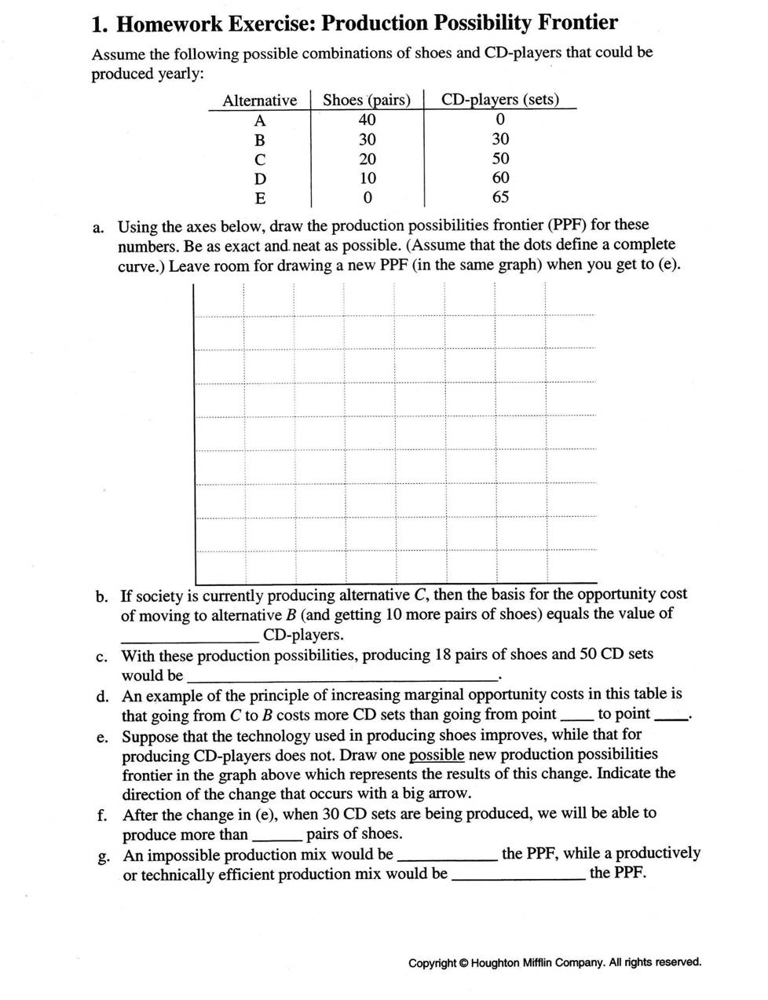 1. Homework Exercise: Production Possibility Frontier
Assume the following possible combinations of shoes and CD-players that could be
produced yearly:
Alternative Shoes (pairs) CD-players (sets)
A 40 0
B 30 30
C 20 50
D 10 60
E 0 65
a. Using the axes below, draw the production possibilities frontier (PPF) for these
numbers. Be as exact and neat as possible. (Assume that the dots define a complete
curve.) Leave room for drawing a new PPF (in the same graph) when you get to (e).
b. If society is currently producing alternative C, then the basis for the opportunity cost
of moving to alternative B (and getting 10 more pairs of shoes) equals the value of
________________ CD-players.
c. With these production possibilities, producing 18 pairs of shoes and 50 CD sets
would be ____________________________________.
d. An example of the principle of increasing marginal opportunity costs in this table is
that going from C to B costs more CD sets than going from point ____ to point ____.
e. Suppose that the technology used in producing shoes improves, while that for
producing CD-players does not. Draw one possible new production possibilities
frontier in the graph above which represents the results of this change. Indicate the
direction of the change that occurs with a big arrow.
f. After the change in (e), when 30 CD sets are being produced, we will be able to
produce more than ______ pairs of shoes.
g. An impossible production mix would be ____________ the PPF, while a productively
or technically efficient production mix would be ________________ the PPF.
Copyright © Houghton Mifflin Company. All rights reserved.